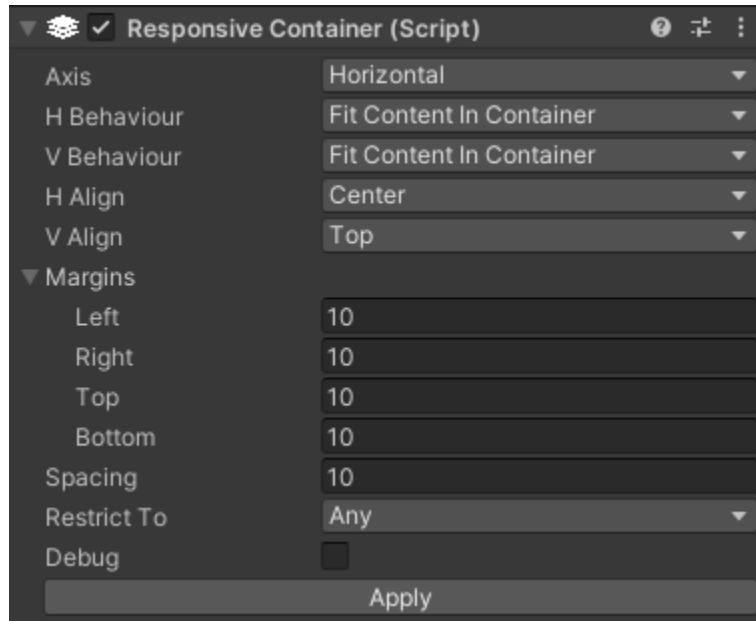 Responsive Container (Script)
Axis Horizontal
H Behaviour Fit Content In Container
V Behaviour Fit Content In Container
H Align Center
V Align Top
Margins
Left 10
Right 10
Top 10
Bottom 10
Spacing 10
Restrict To Any
Debug
Apply